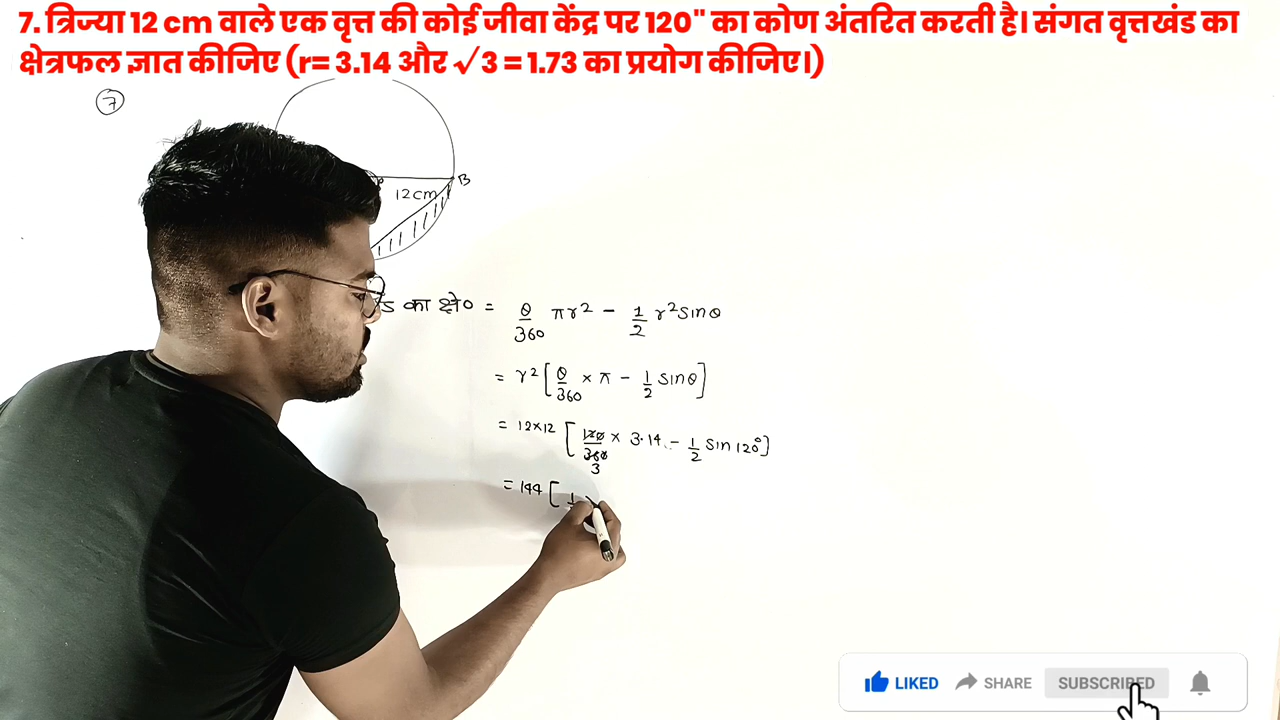 7. त्रिज्या 12 cm वाले एक वृत्त की कोई जीवा केंद्र पर 120" का कोण अंतरित करती है। संगत वृत्तखंड का
क्षेत्रफल ज्ञात कीजिए (r= 3.14 और √3 = 1.73 का प्रयोग कीजिए।)
7
B
12cm
का क्षे० = θ/360 πr² - 1/2 r²sinθ
= r² [θ/360 × π - 1/2 sinθ]
= 12×12 [120/360 × 3.14 - 1/2 sin 120°]
3
= 144 [1
LIKED SHARE SUBSCRIBED